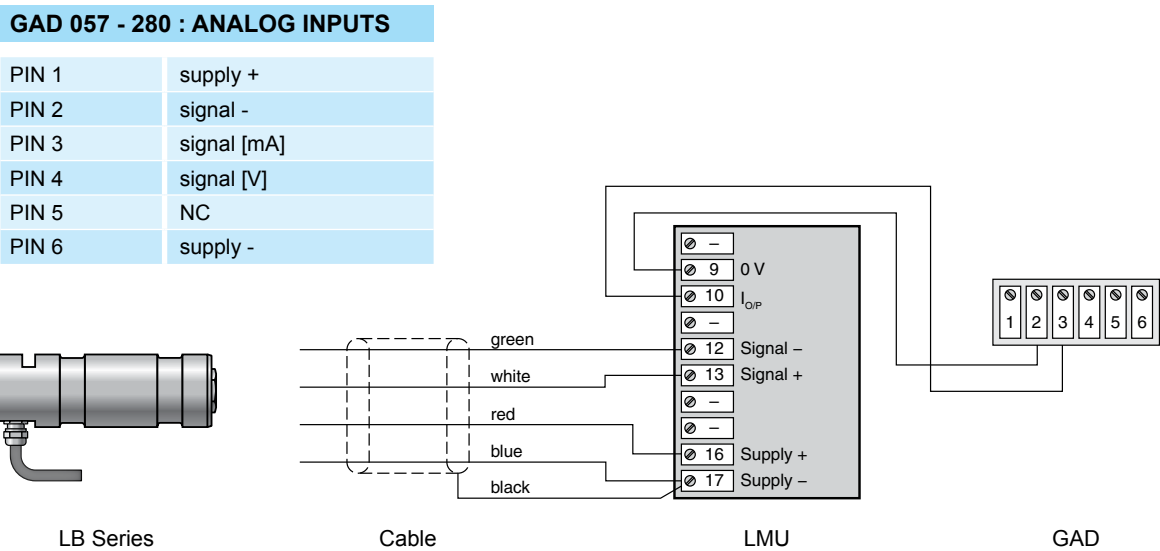 GAD 057 - 280 : ANALOG INPUTS
PIN 1 supply +
PIN 2 signal -
PIN 3 signal [mA]
PIN 4 signal [V]
PIN 5 NC
PIN 6 supply -
–
9 0 V
10 I O/P
–
12 Signal –
13 Signal +
–
–
16 Supply +
17 Supply –
1 2 3 4 5 6
green
white
red
blue
black
LB Series
Cable
LMU
GAD